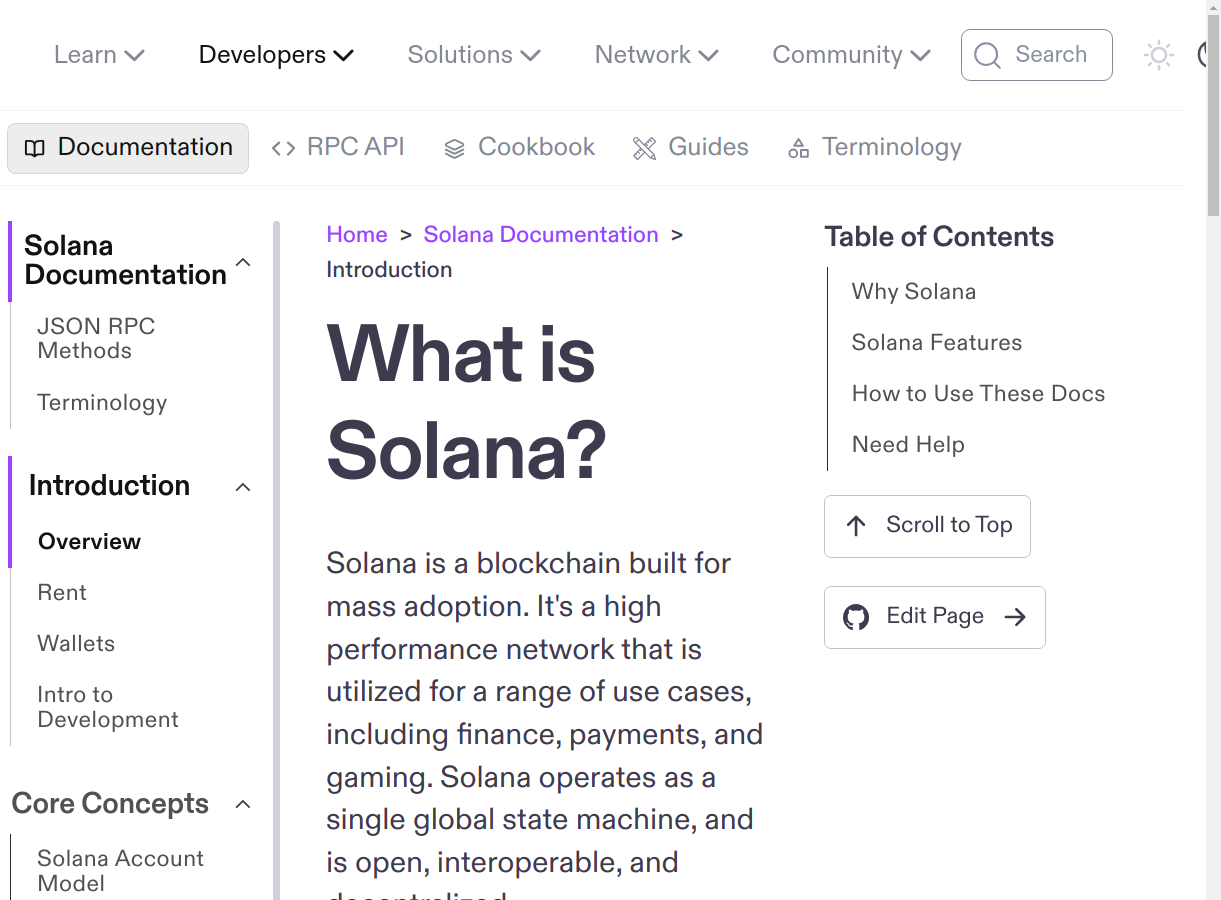 Learn
Developers
Solutions
Network
Community
Search
Documentation
RPC API
Cookbook
Guides
Terminology
Solana
Documentation
JSON RPC
Methods
Terminology
Introduction
Overview
Rent
Wallets
Intro to
Development
Core Concepts
Solana Account
Model
Home > Solana Documentation >
Introduction
What is
Solana?
Solana is a blockchain built for
mass adoption. It's a high
performance network that is
utilized for a range of use cases,
including finance, payments, and
gaming. Solana operates as a
single global state machine, and
is open, interoperable, and
decentralized.
Table of Contents
Why Solana
Solana Features
How to Use These Docs
Need Help
Scroll to Top
Edit Page